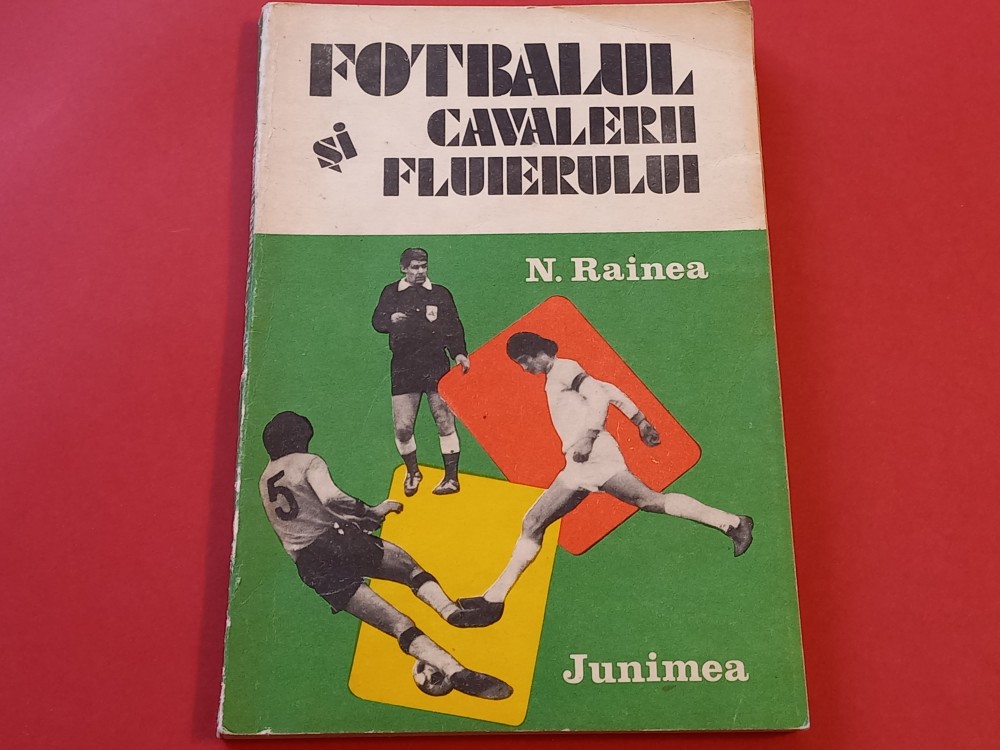 FOTBALUL
ȘI CAVALERII
FLUIERULUI
N. Rainea
5
Junimea